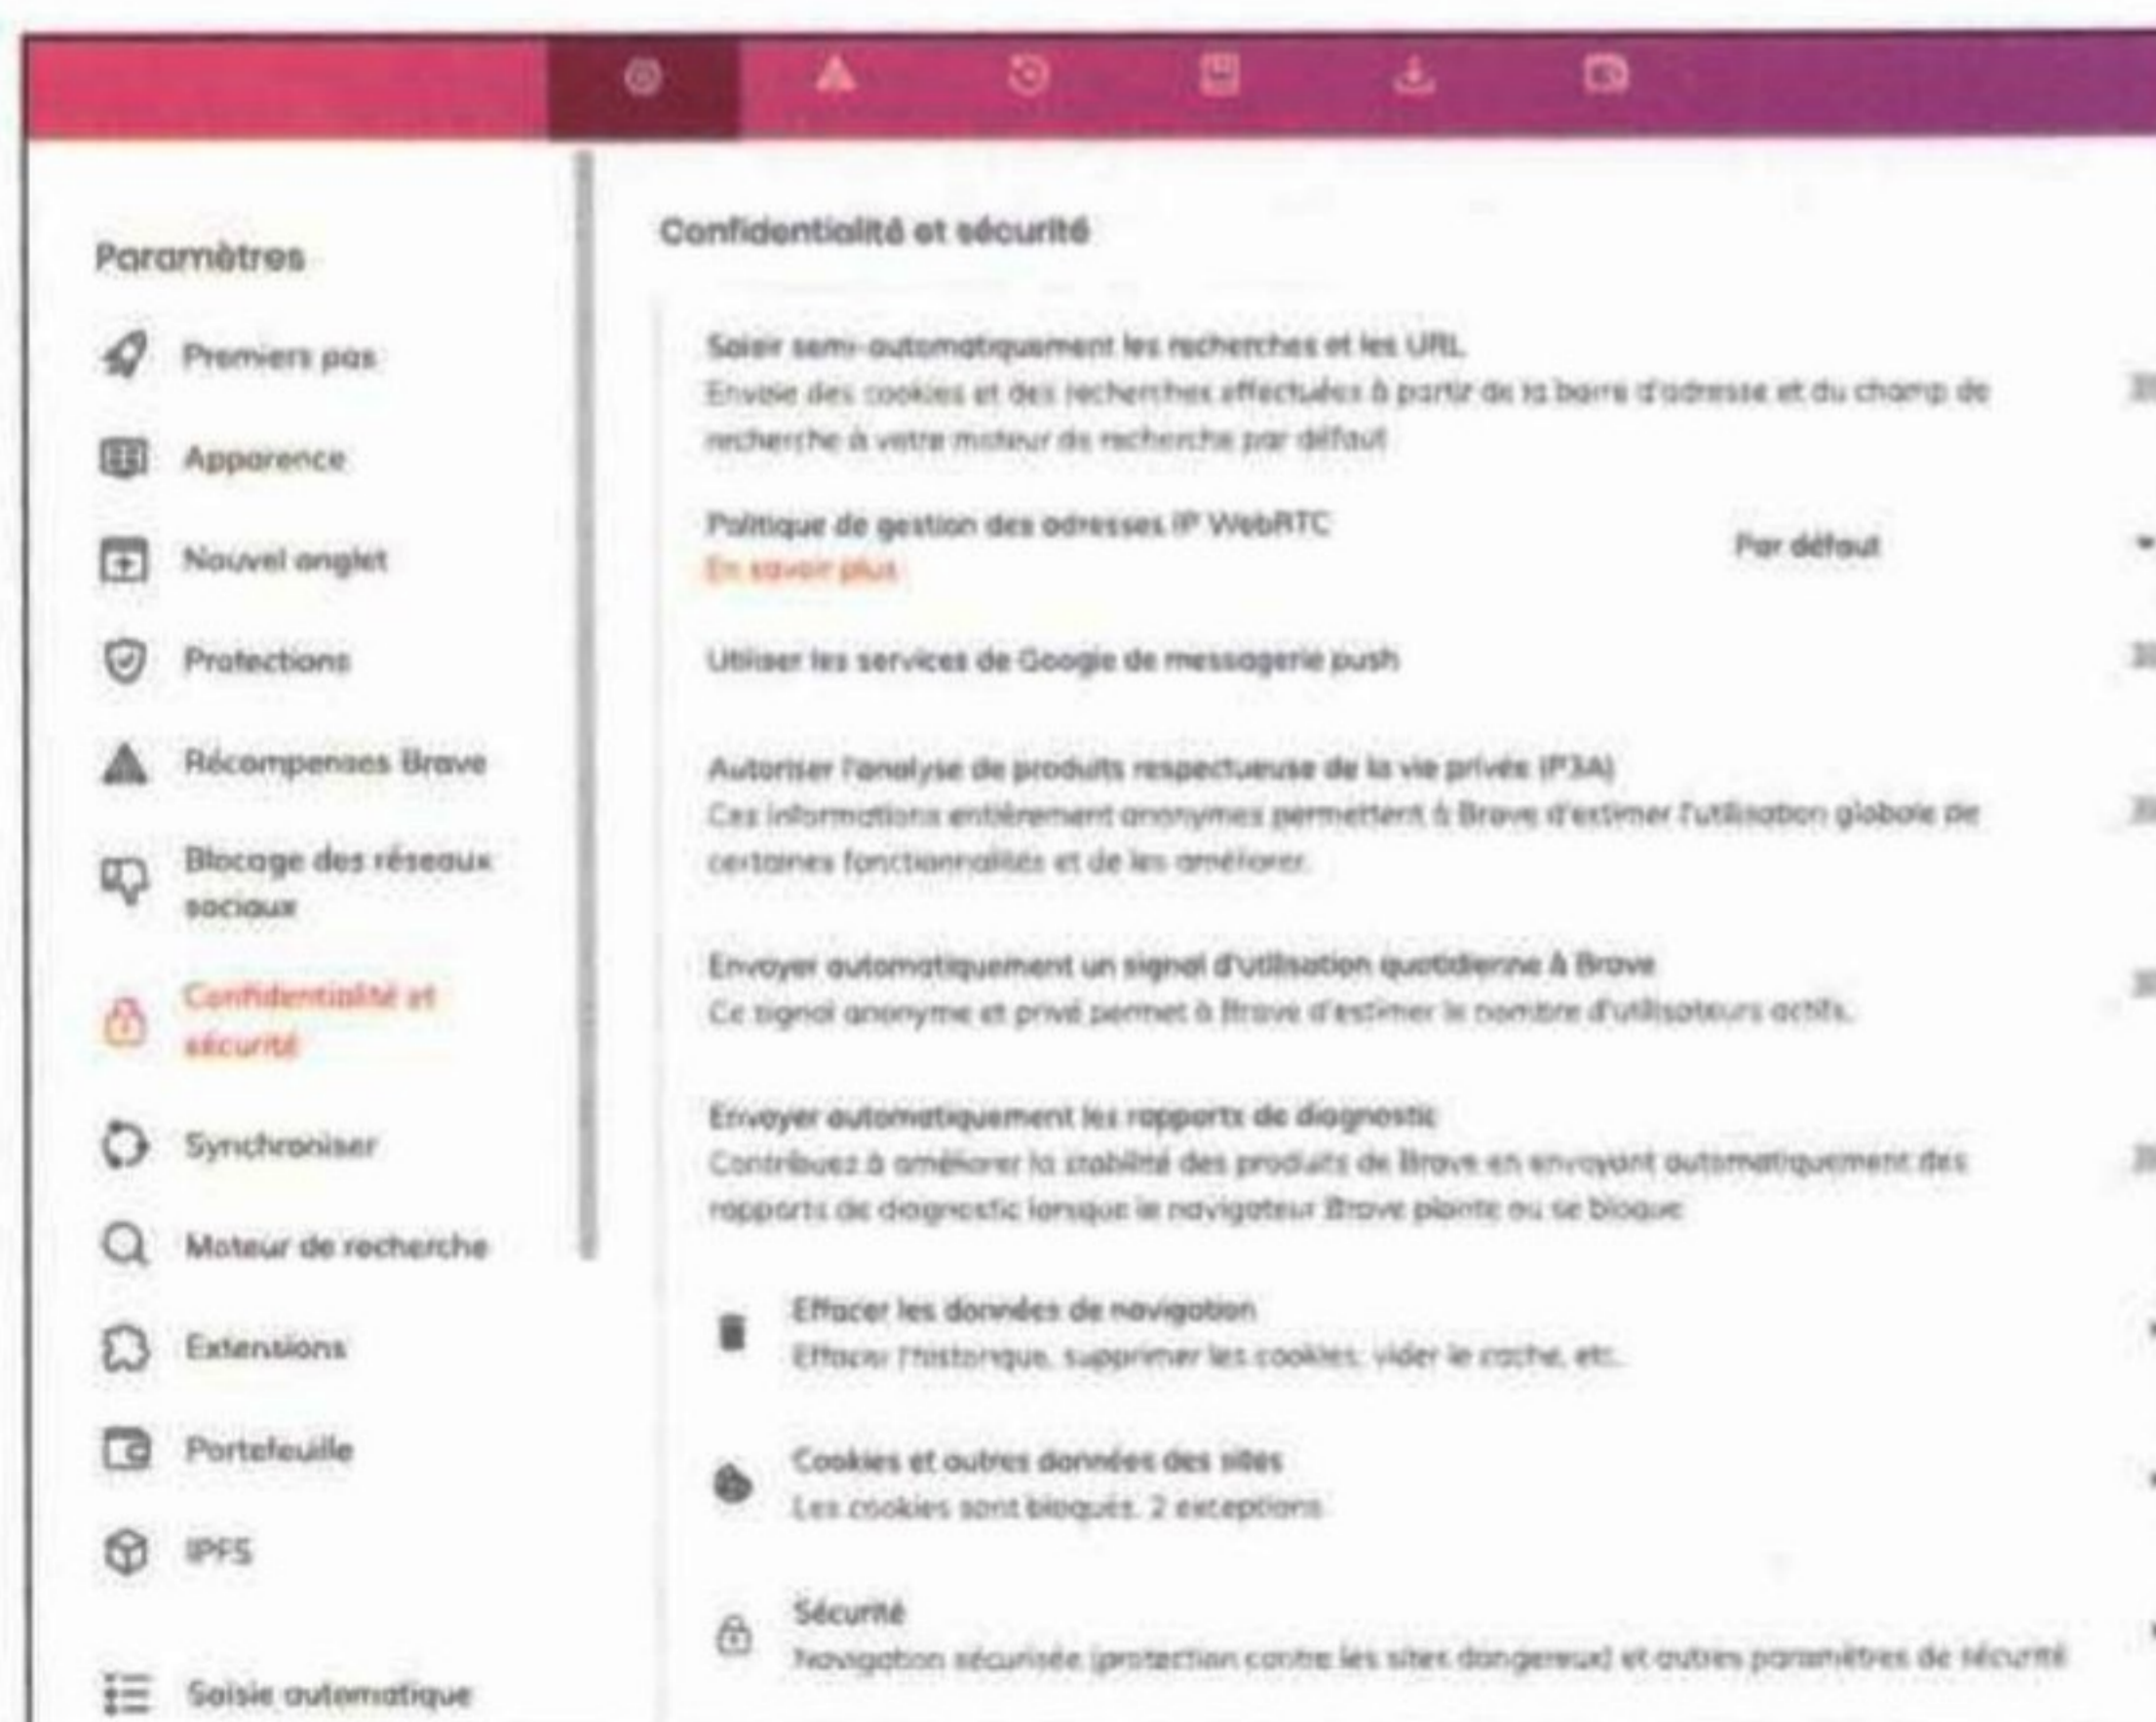 Paramètres
Premiers pas
Apparence
Nouvel onglet
Protections
Récompenses Brave
Blocage des réseaux
sociaux
Confidentialité et
sécurité
Synchroniser
Moteur de recherche
Extensions
Portefeuille
IPFS
Saisie automatique
Confidentialité et sécurité
Saisir semi-automatiquement les recherches et les URL
Envoie des cookies et des recherches effectuées à partir de la barre d'adresse et du champ de
recherche à votre moteur de recherche par défaut
Politique de gestion des adresses IP WebRTC
En savoir plus
Par défaut
Utiliser les services de Google de messagerie push
Autoriser l'analyse de produits respectueuse de la vie privée (P3A)
Ces informations entièrement anonymes permettent à Brave d'estimer l'utilisation globale de
certaines fonctionnalités et de les améliorer.
Envoyer automatiquement un signal d'utilisation quotidienne à Brave
Ce signal anonyme et privé permet à Brave d'estimer le nombre d'utilisateurs actifs.
Envoyer automatiquement les rapports de diagnostic
Contribuez à améliorer la stabilité des produits de Brave en envoyant automatiquement des
rapports de diagnostic lorsque le navigateur Brave plante ou se bloque
Effacer les données de navigation
Effacer l'historique, supprimer les cookies, vider le cache, etc.
Cookies et autres données des sites
Les cookies sont bloqués. 2 exceptions
Sécurité
Navigation sécurisée (protection contre les sites dangereux) et autres paramètres de sécurité